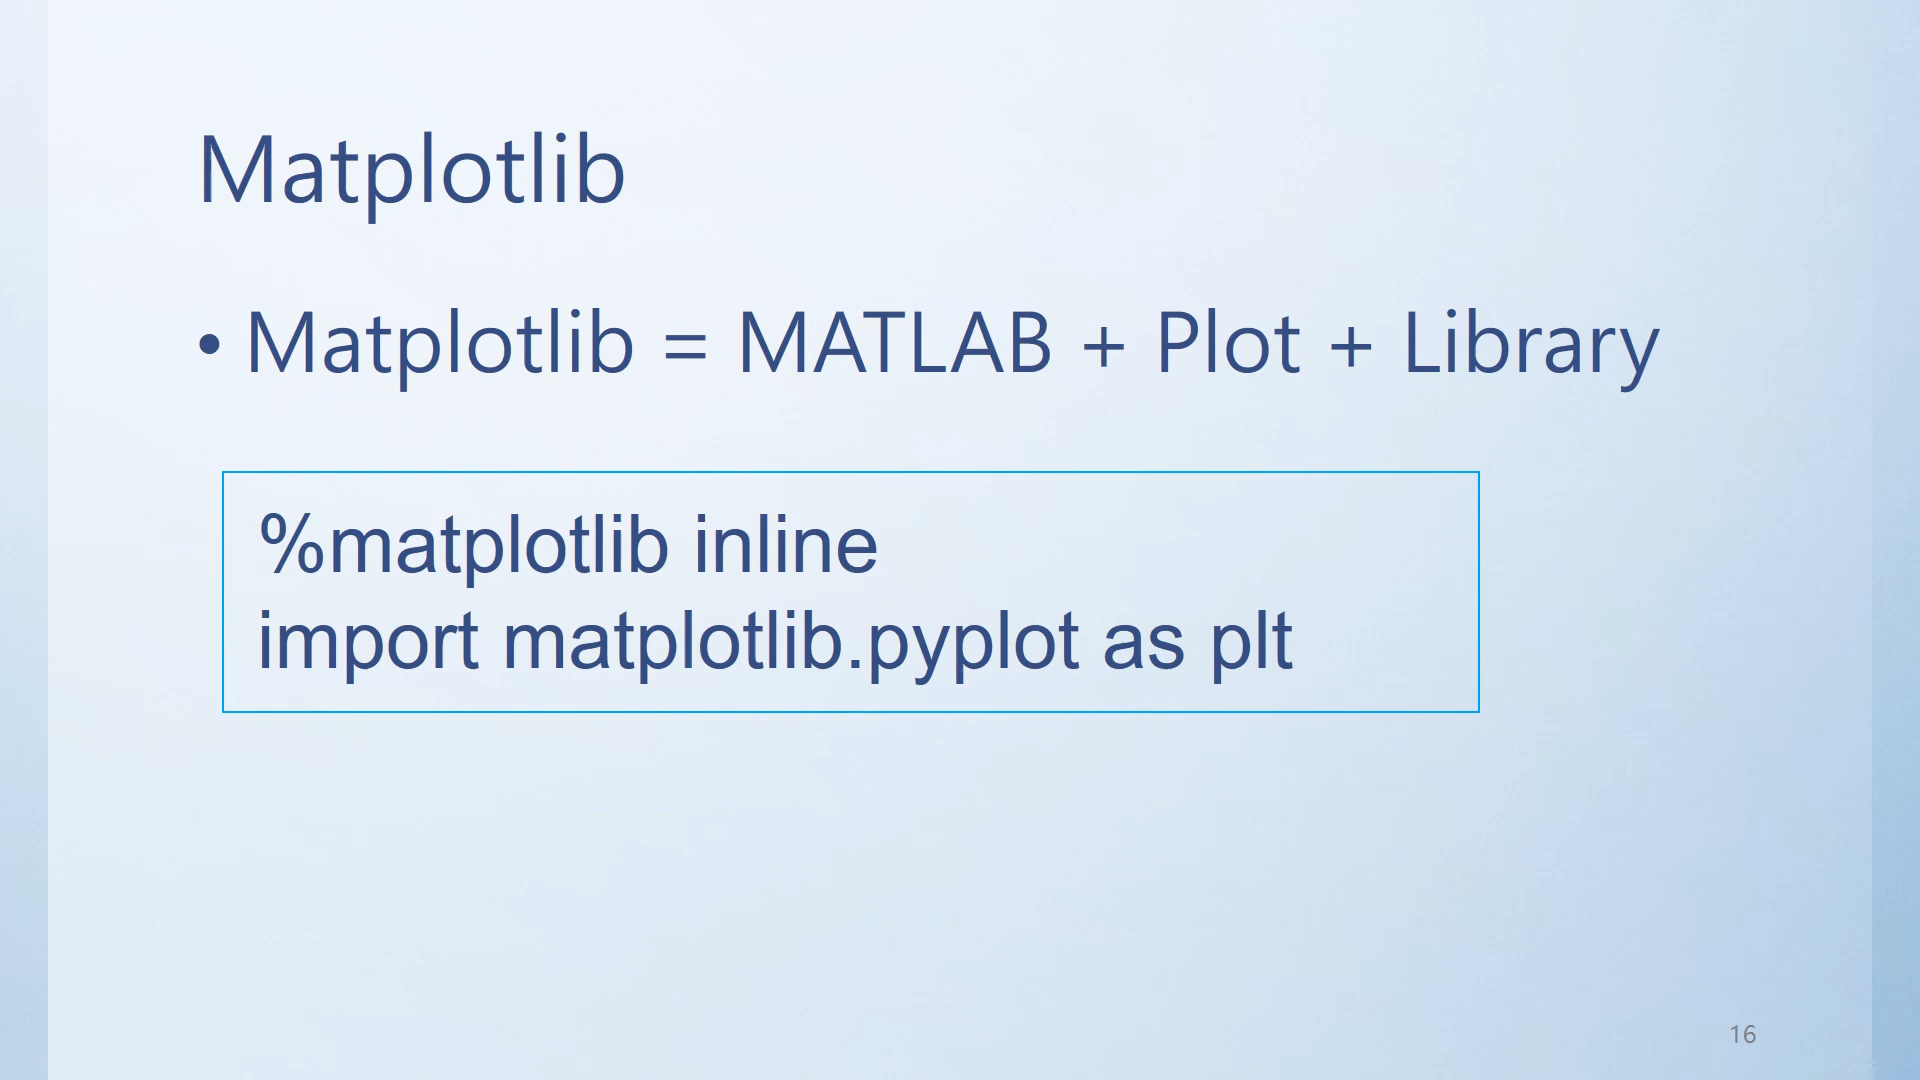 Matplotlib
• Matplotlib = MATLAB + Plot + Library
%matplotlib inline
import matplotlib.pyplot as plt
16